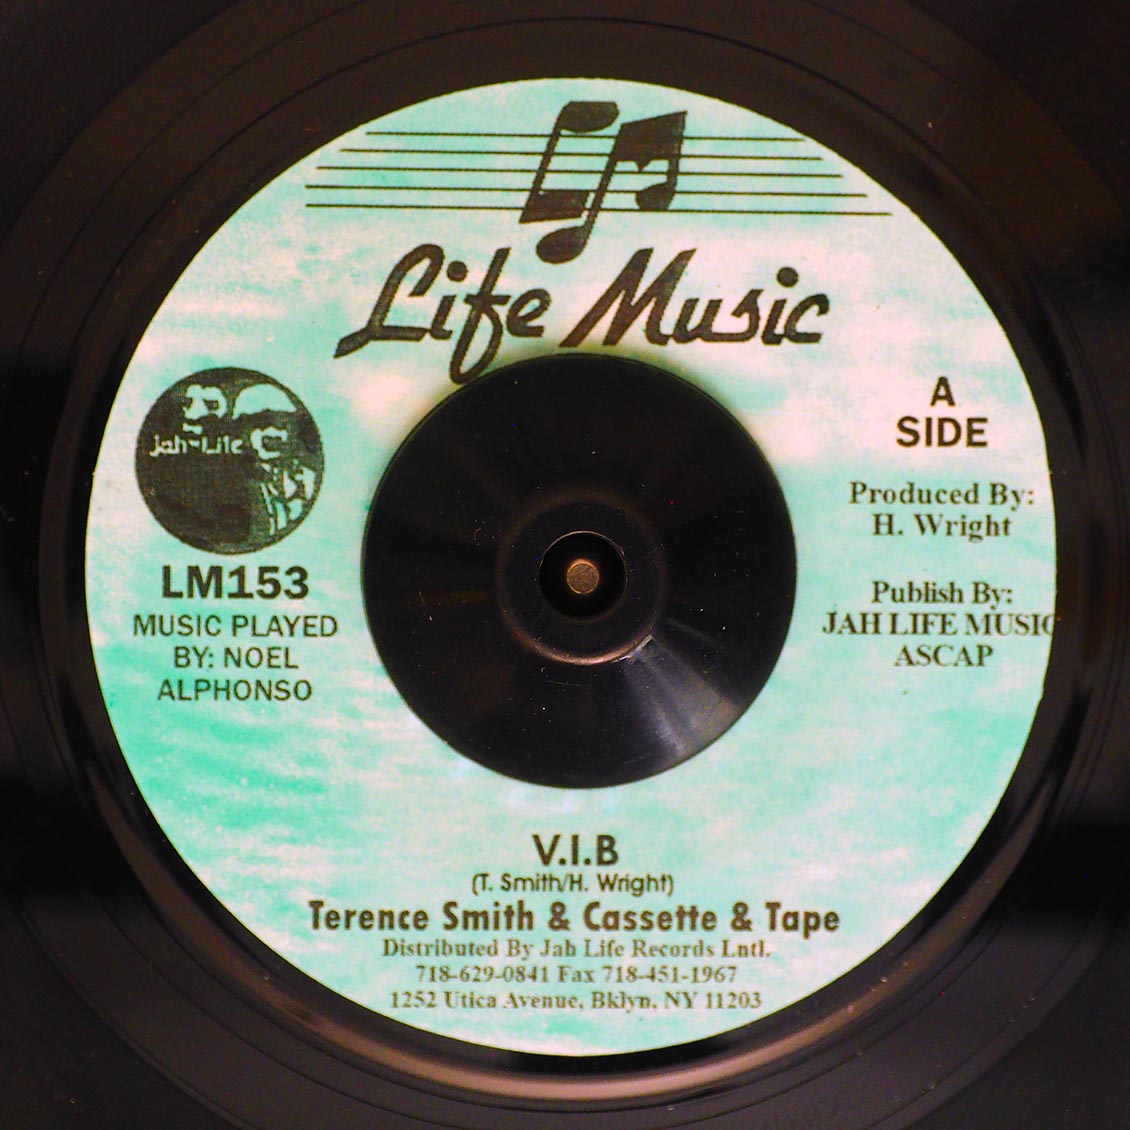 Life Music
Jah-Life
LM153
MUSIC PLAYED
BY: NOEL
ALPHONSO
A
SIDE
Produced By:
H. Wright
Publish By:
JAH LIFE MUSIC
ASCAP
V.I.B
(T. Smith/H. Wright)
Terence Smith & Cassette & Tape
Distributed By Jah Life Records Lntl.
718-629-0841 Fax 718-451-1967
1252 Utica Avenue, Bklyn, NY 11203